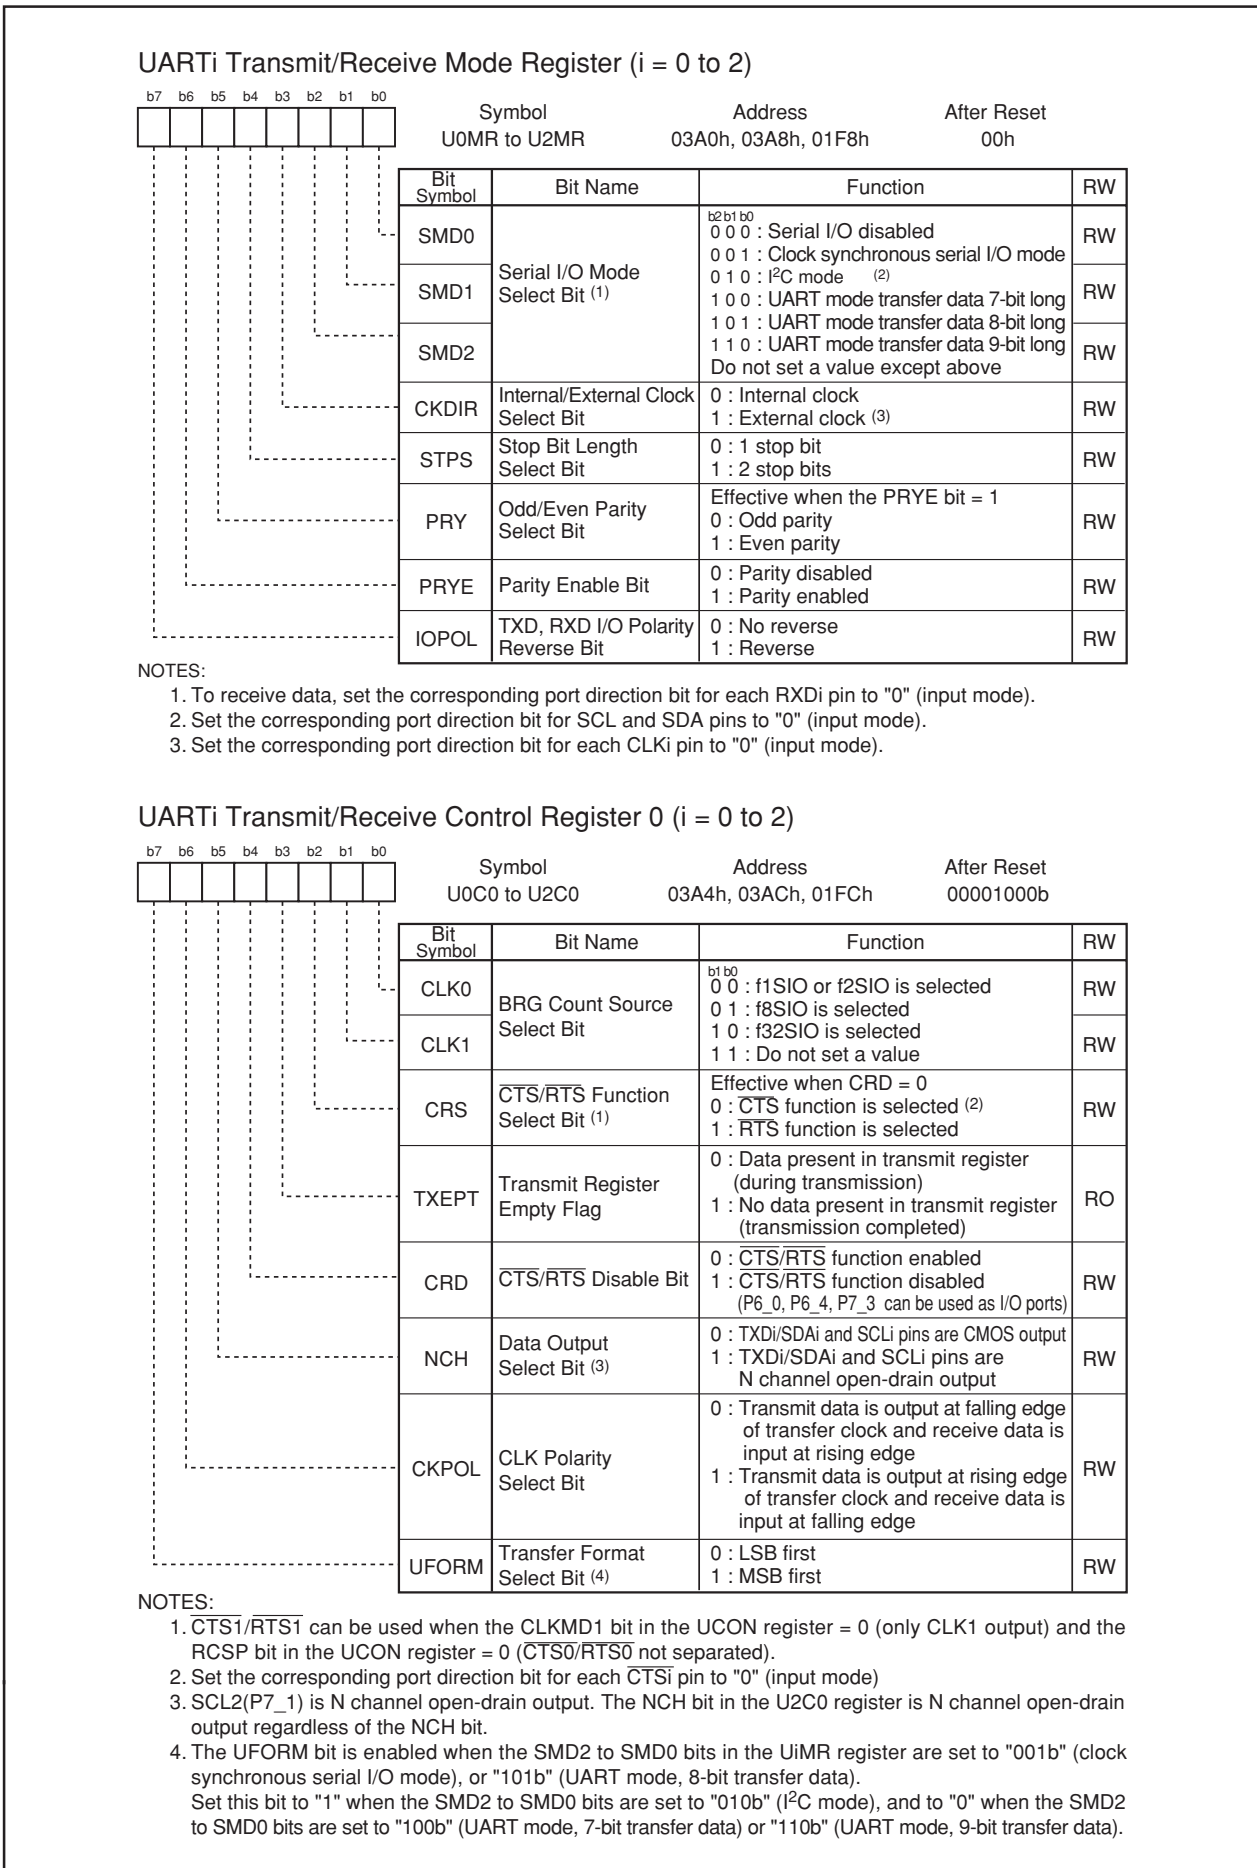 UARTi Transmit/Receive Mode Register (i = 0 to 2)
b7 b6 b5 b4 b3 b2 b1 b0
Symbol Address After Reset
U0MR to U2MR 03A0h, 03A8h, 01F8h 00h
Bit Symbol Bit Name Function RW
SMD0 RW
SMD1 RW
SMD2 RW
Serial I/O Mode
Select Bit (1)
b2 b1 b0
0 0 0 : Serial I/O disabled
0 0 1 : Clock synchronous serial I/O mode
0 1 0 : I²C mode (2)
1 0 0 : UART mode transfer data 7-bit long
1 0 1 : UART mode transfer data 8-bit long
1 1 0 : UART mode transfer data 9-bit long
Do not set a value except above
CKDIR Internal/External Clock 0 : Internal clock RW
Select Bit 1 : External clock (3)
STPS Stop Bit Length 0 : 1 stop bit RW
Select Bit 1 : 2 stop bits
PRY Odd/Even Parity
Select Bit
Effective when the PRYE bit = 1
0 : Odd parity
1 : Even parity
RW
PRYE Parity Enable Bit 0 : Parity disabled RW
1 : Parity enabled
IOPOL TXD, RXD I/O Polarity 0 : No reverse RW
Reverse Bit 1 : Reverse
NOTES:
1. To receive data, set the corresponding port direction bit for each RXDi pin to "0" (input mode).
2. Set the corresponding port direction bit for SCL and SDA pins to "0" (input mode).
3. Set the corresponding port direction bit for each CLKi pin to "0" (input mode).
UARTi Transmit/Receive Control Register 0 (i = 0 to 2)
b7 b6 b5 b4 b3 b2 b1 b0
Symbol Address After Reset
U0C0 to U2C0 03A4h, 03ACh, 01FCh 00001000b
Bit Symbol Bit Name Function RW
CLK0 RW
CLK1 RW
BRG Count Source
Select Bit
b1 b0
0 0 : f1SIO or f2SIO is selected
0 1 : f8SIO is selected
1 0 : f32SIO is selected
1 1 : Do not set a value
CRS CTS/RTS Function
Select Bit (1)
Effective when CRD = 0
0 : CTS function is selected (2)
1 : RTS function is selected
RW
TXEPT Transmit Register
Empty Flag
0 : Data present in transmit register
(during transmission)
1 : No data present in transmit register
(transmission completed)
RO
CRD CTS/RTS Disable Bit
0 : CTS/RTS function enabled
1 : CTS/RTS function disabled
(P6_0, P6_4, P7_3 can be used as I/O ports)
RW
NCH Data Output
Select Bit (3)
0 : TXDi/SDAi and SCLi pins are CMOS output
1 : TXDi/SDAi and SCLi pins are
N channel open-drain output
RW
CKPOL CLK Polarity
Select Bit
0 : Transmit data is output at falling edge
of transfer clock and receive data is
input at rising edge
1 : Transmit data is output at rising edge
of transfer clock and receive data is
input at falling edge
RW
UFORM Transfer Format 0 : LSB first RW
Select Bit (4) 1 : MSB first
NOTES:
1. CTS1/RTS1 can be used when the CLKMD1 bit in the UCON register = 0 (only CLK1 output) and the
RCSP bit in the UCON register = 0 (CTS0/RTS0 not separated).
2. Set the corresponding port direction bit for each CTSi pin to "0" (input mode)
3. SCL2(P7_1) is N channel open-drain output. The NCH bit in the U2C0 register is N channel open-drain
output regardless of the NCH bit.
4. The UFORM bit is enabled when the SMD2 to SMD0 bits in the UiMR register are set to "001b" (clock
synchronous serial I/O mode), or "101b" (UART mode, 8-bit transfer data).
Set this bit to "1" when the SMD2 to SMD0 bits are set to "010b" (I²C mode), and to "0" when the SMD2
to SMD0 bits are set to "100b" (UART mode, 7-bit transfer data) or "110b" (UART mode, 9-bit transfer data).